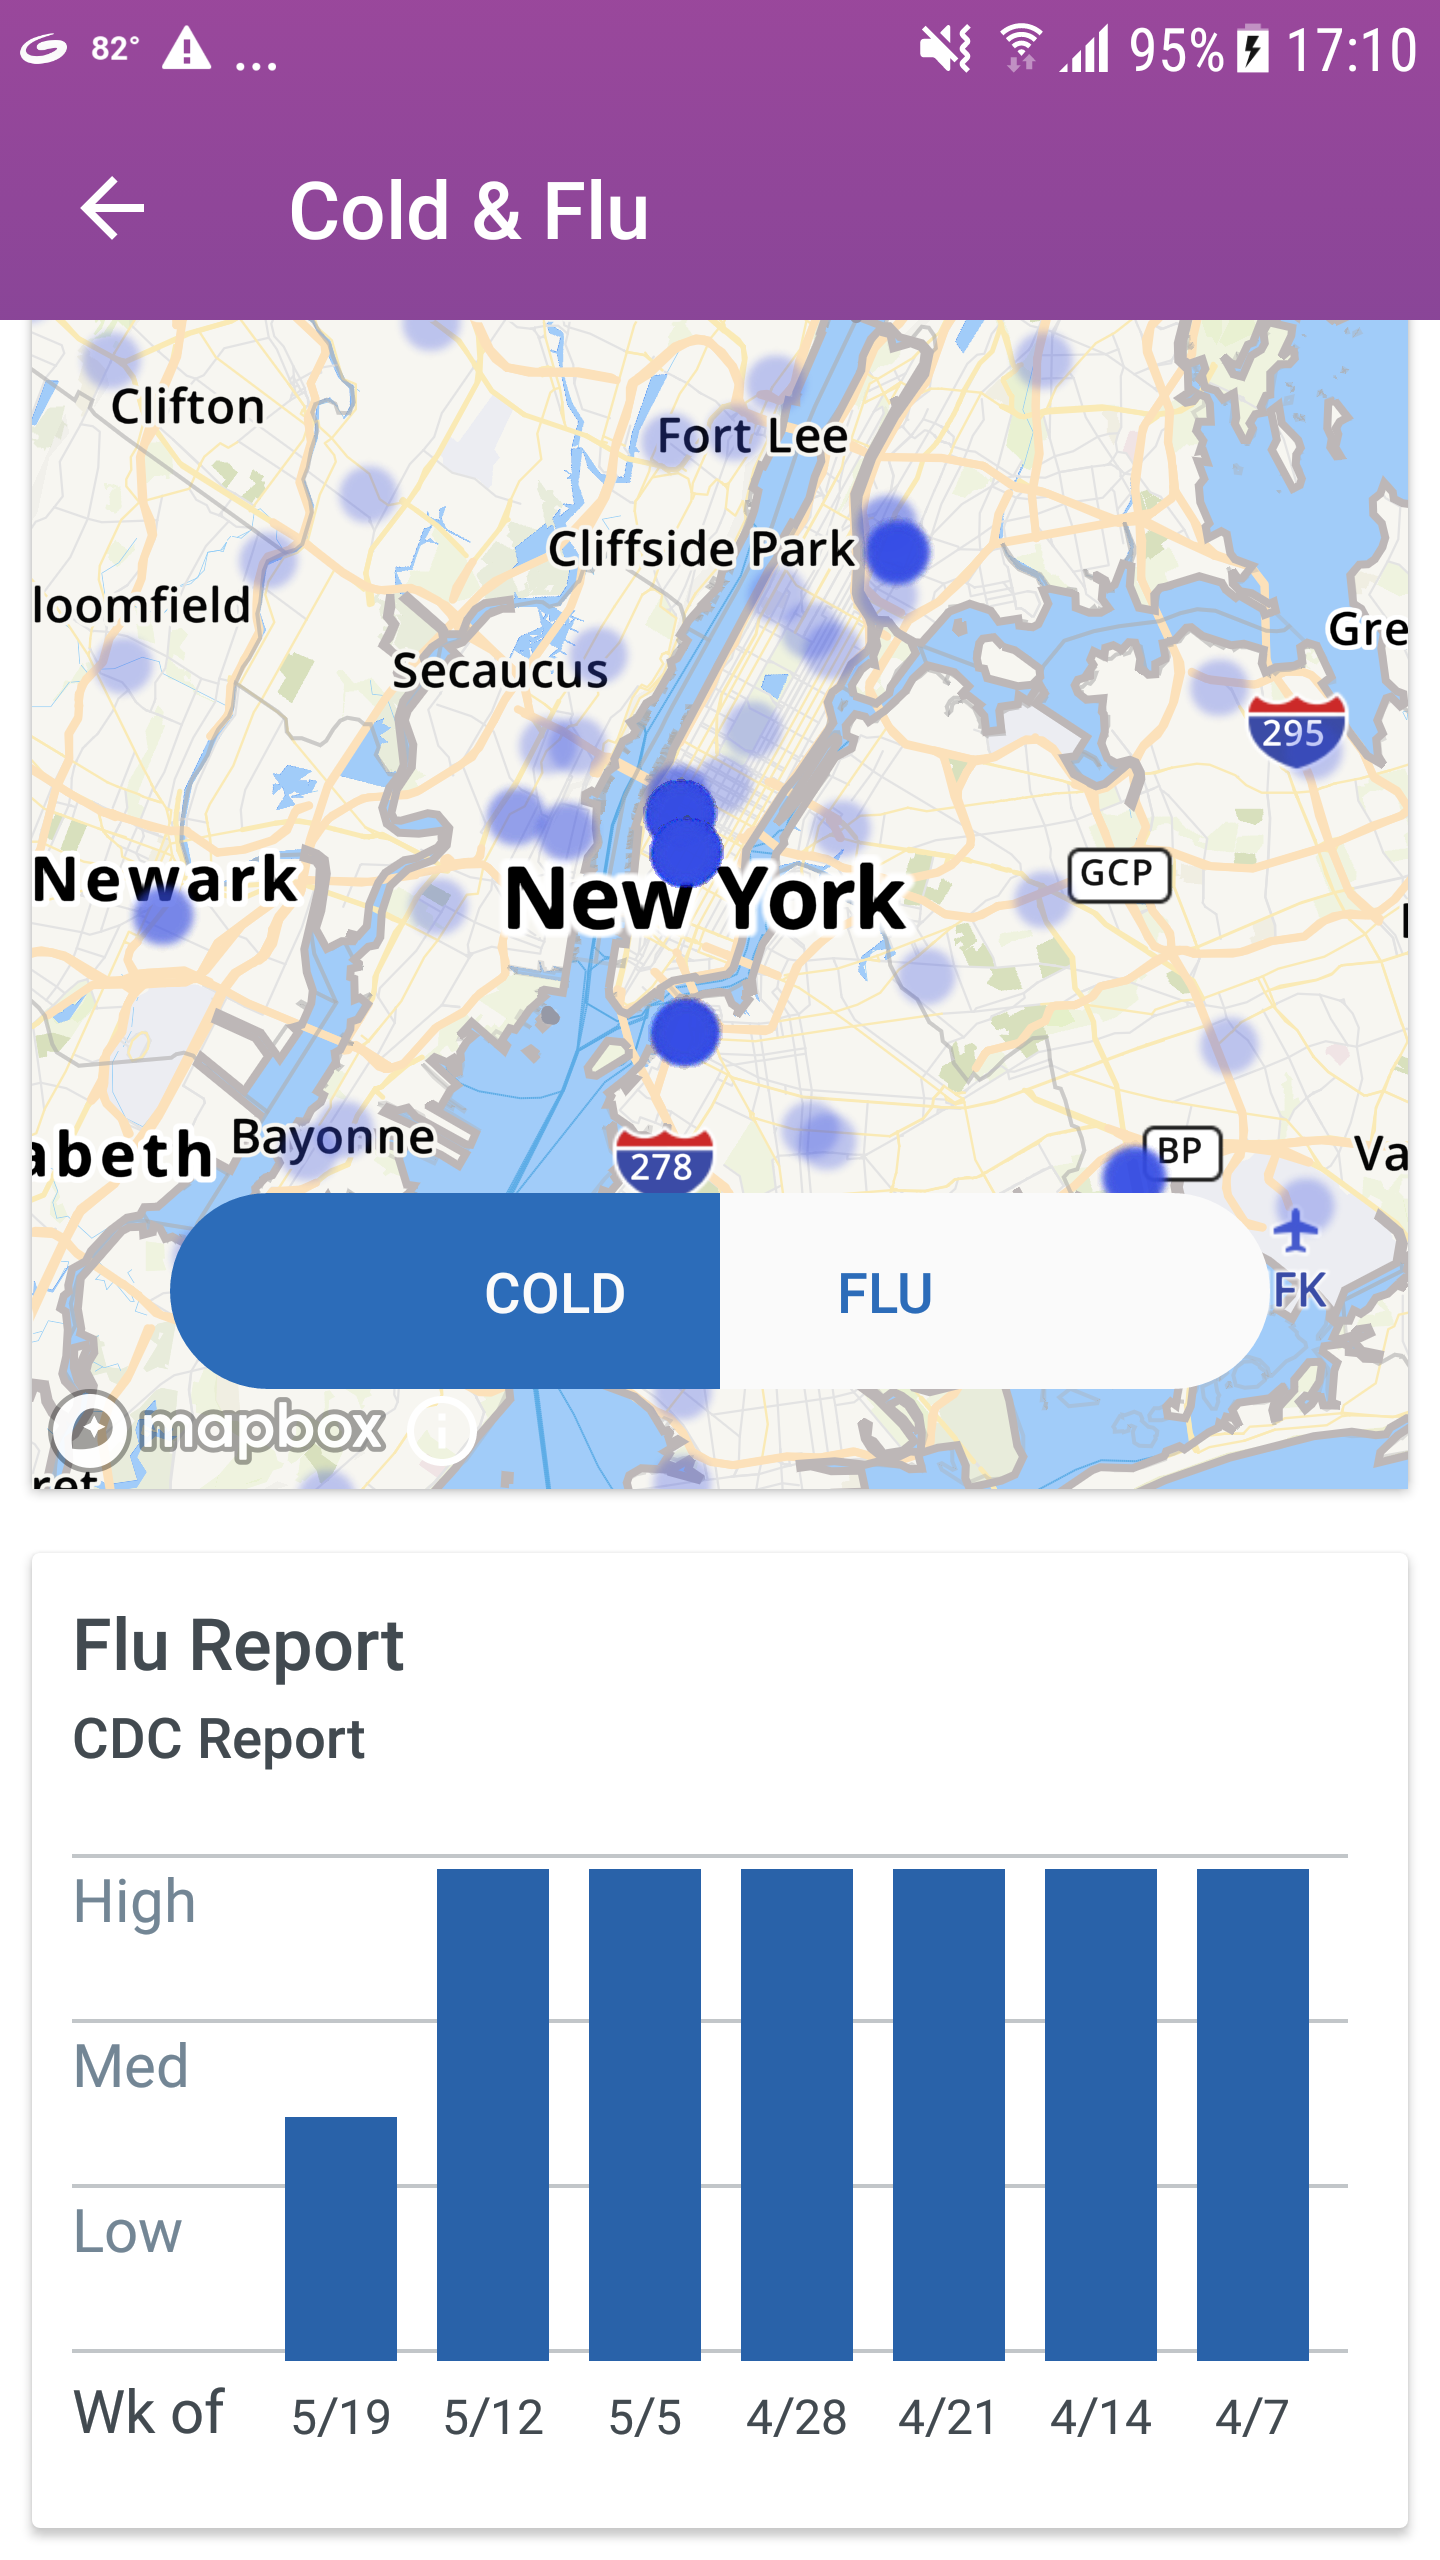 82° ... 95% 17:10
Cold & Flu
Clifton
Fort Lee
Cliffside Park
loomfield
Gre
Secaucus
295
Newark
GCP
New York
Bayonne
abeth
278
BP
Va
COLD
FLU
FK
mapbox
ret
Flu Report
CDC Report
High
Med
Low
Wk of 5/19 5/12 5/5 4/28 4/21 4/14 4/7